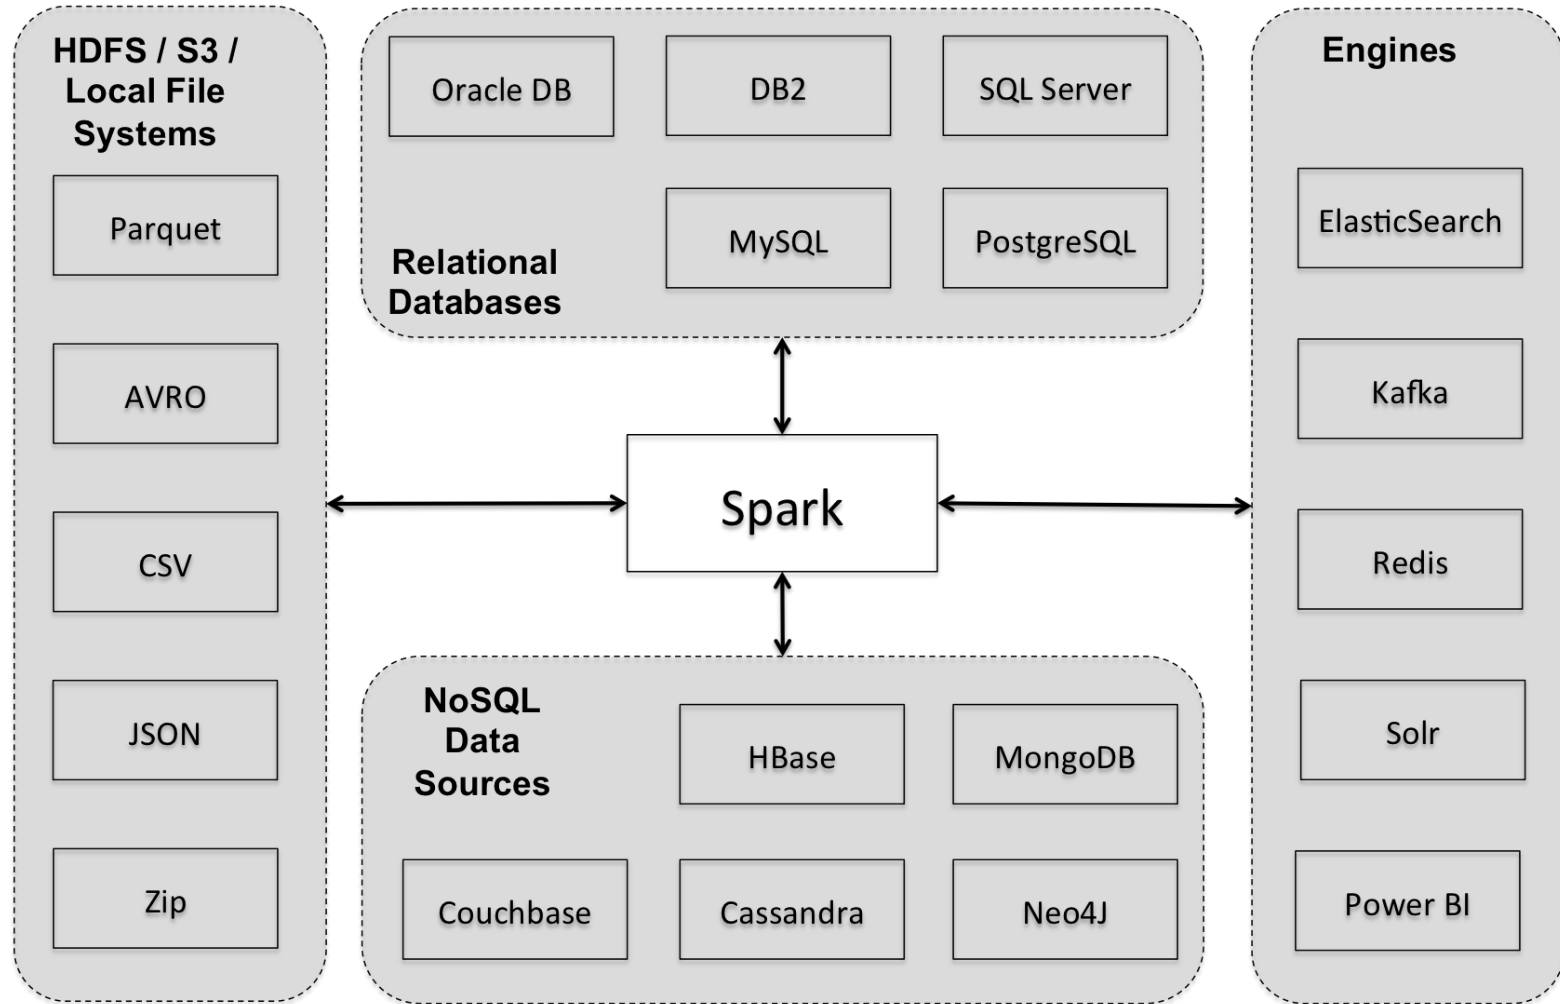 HDFS / S3 /
Local File
Systems
Parquet
AVRO
CSV
JSON
Zip
Oracle DB
DB2
SQL Server
MySQL
PostgreSQL
Relational
Databases
Spark
NoSQL
Data
Sources
HBase
MongoDB
Couchbase
Cassandra
Neo4J
Engines
ElasticSearch
Kafka
Redis
Solr
Power BI